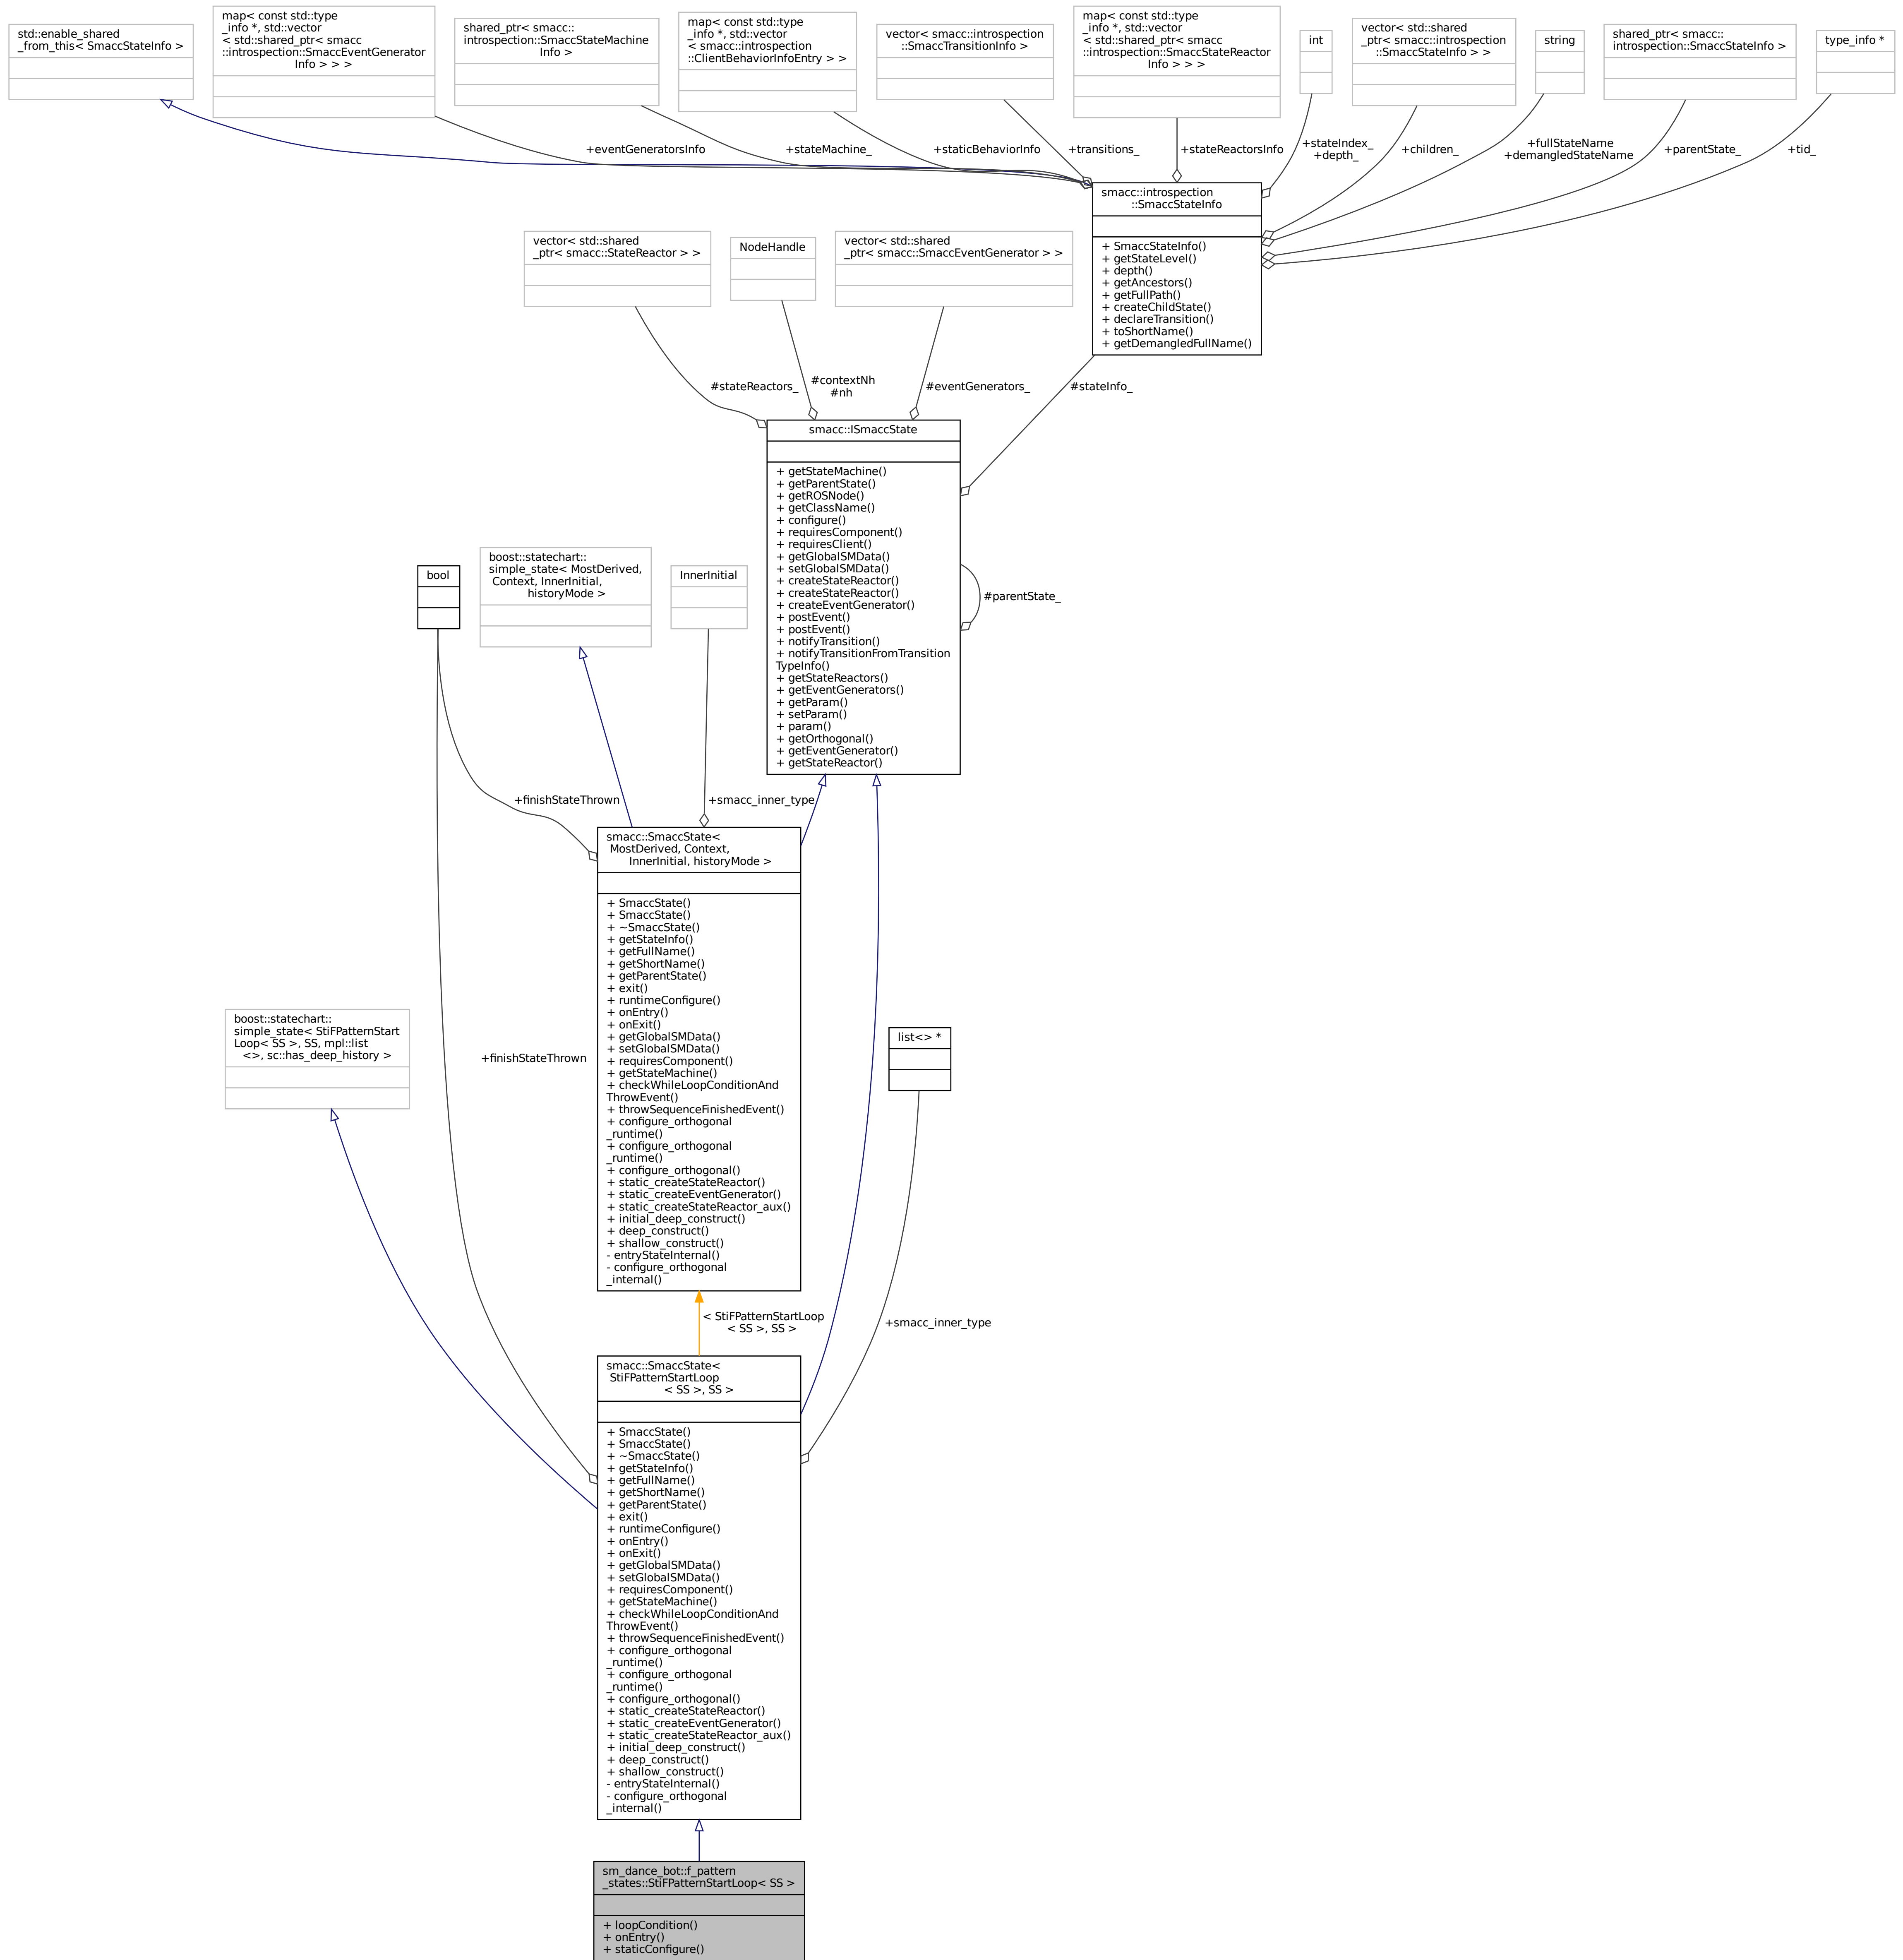 std::enable_shared
_from_this< SmaccStateInfo >
map< const std::type
_info *, std::vector
< std::shared_ptr< smacc
::introspection::SmaccEventGenerator
Info > > >
shared_ptr< smacc::
introspection::SmaccStateMachine
Info >
map< const std::type
_info *, std::vector
< smacc::introspection
::ClientBehaviorInfoEntry > >
vector< smacc::introspection
::SmaccTransitionInfo >
map< const std::type
_info *, std::vector
< std::shared_ptr< smacc
::introspection::SmaccStateReactor
Info > > >
int
vector< std::shared
_ptr< smacc::introspection
::SmaccStateInfo > >
string
shared_ptr< smacc::
introspection::SmaccStateInfo >
type_info *
+eventGeneratorsInfo
+stateMachine_
+staticBehaviorInfo
+transitions_
+stateReactorsInfo
+stateIndex_
+depth_
+children_
+fullStateName
+demangledStateName
+parentState_
+tid_
smacc::introspection
::SmaccStateInfo
+ SmaccStateInfo()
+ getStateLevel()
+ depth()
+ getAncestors()
+ getFullPath()
+ createChildState()
+ declareTransition()
+ toShortName()
+ getDemangledFullName()
vector< std::shared
_ptr< smacc::StateReactor > >
NodeHandle
vector< std::shared
_ptr< smacc::SmaccEventGenerator > >
#stateReactors_
#contextNh
#nh
#eventGenerators_
#stateInfo_
smacc::ISmaccState
+ getStateMachine()
+ getParentState()
+ getROSNode()
+ getClassName()
+ configure()
+ requiresComponent()
+ requiresClient()
+ getGlobalSMData()
+ setGlobalSMData()
+ createStateReactor()
+ createStateReactor()
+ createEventGenerator()
+ postEvent()
+ postEvent()
+ notifyTransition()
+ notifyTransitionFromTransition
TypeInfo()
+ getStateReactors()
+ getEventGenerators()
+ getParam()
+ setParam()
+ param()
+ getOrthogonal()
+ getEventGenerator()
+ getStateReactor()
#parentState_
bool
boost::statechart::
simple_state< MostDerived,
Context, InnerInitial,
historyMode >
InnerInitial
+finishStateThrown
+smacc_inner_type
smacc::SmaccState<
MostDerived, Context,
InnerInitial, historyMode >
+ SmaccState()
+ SmaccState()
+ ~SmaccState()
+ getStateInfo()
+ getFullName()
+ getShortName()
+ getParentState()
+ exit()
+ runtimeConfigure()
+ onEntry()
+ onExit()
+ getGlobalSMData()
+ setGlobalSMData()
+ requiresComponent()
+ getStateMachine()
+ checkWhileLoopConditionAnd
ThrowEvent()
+ throwSequenceFinishedEvent()
+ configure_orthogonal
_runtime()
+ configure_orthogonal
_runtime()
+ configure_orthogonal()
+ static_createStateReactor()
+ static_createEventGenerator()
+ static_createStateReactor_aux()
+ initial_deep_construct()
+ deep_construct()
+ shallow_construct()
- entryStateInternal()
- configure_orthogonal
_internal()
boost::statechart::
simple_state< StiFPatternStart
Loop< SS >, SS, mpl::list
<>, sc::has_deep_history >
+finishStateThrown
list<> *
< StiFPatternStartLoop
< SS >, SS >
+smacc_inner_type
smacc::SmaccState<
StiFPatternStartLoop
< SS >, SS >
+ SmaccState()
+ SmaccState()
+ ~SmaccState()
+ getStateInfo()
+ getFullName()
+ getShortName()
+ getParentState()
+ exit()
+ runtimeConfigure()
+ onEntry()
+ onExit()
+ getGlobalSMData()
+ setGlobalSMData()
+ requiresComponent()
+ getStateMachine()
+ checkWhileLoopConditionAnd
ThrowEvent()
+ throwSequenceFinishedEvent()
+ configure_orthogonal
_runtime()
+ configure_orthogonal
_runtime()
+ configure_orthogonal()
+ static_createStateReactor()
+ static_createEventGenerator()
+ static_createStateReactor_aux()
+ initial_deep_construct()
+ deep_construct()
+ shallow_construct()
- entryStateInternal()
- configure_orthogonal
_internal()
sm_dance_bot::f_pattern
_states::StiFPatternStartLoop< SS >
+ loopCondition()
+ onEntry()
+ staticConfigure()